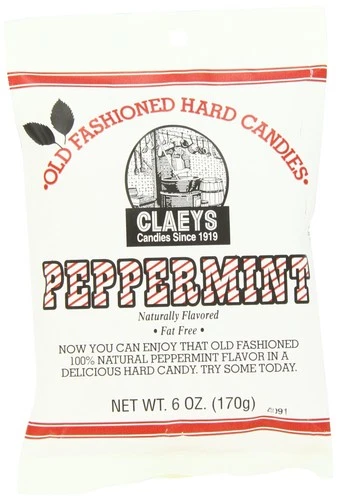 •OLD FASHIONED HARD CANDIES•
CLAEYS
Candies Since 1919
PEPPERMINT
Naturally Flavored
• Fat Free •
NOW YOU CAN ENJOY THAT OLD FASHIONED
100% NATURAL PEPPERMINT FLAVOR IN A
DELICIOUS HARD CANDY. TRY SOME TODAY.
NET WT. 6 OZ. (170g)